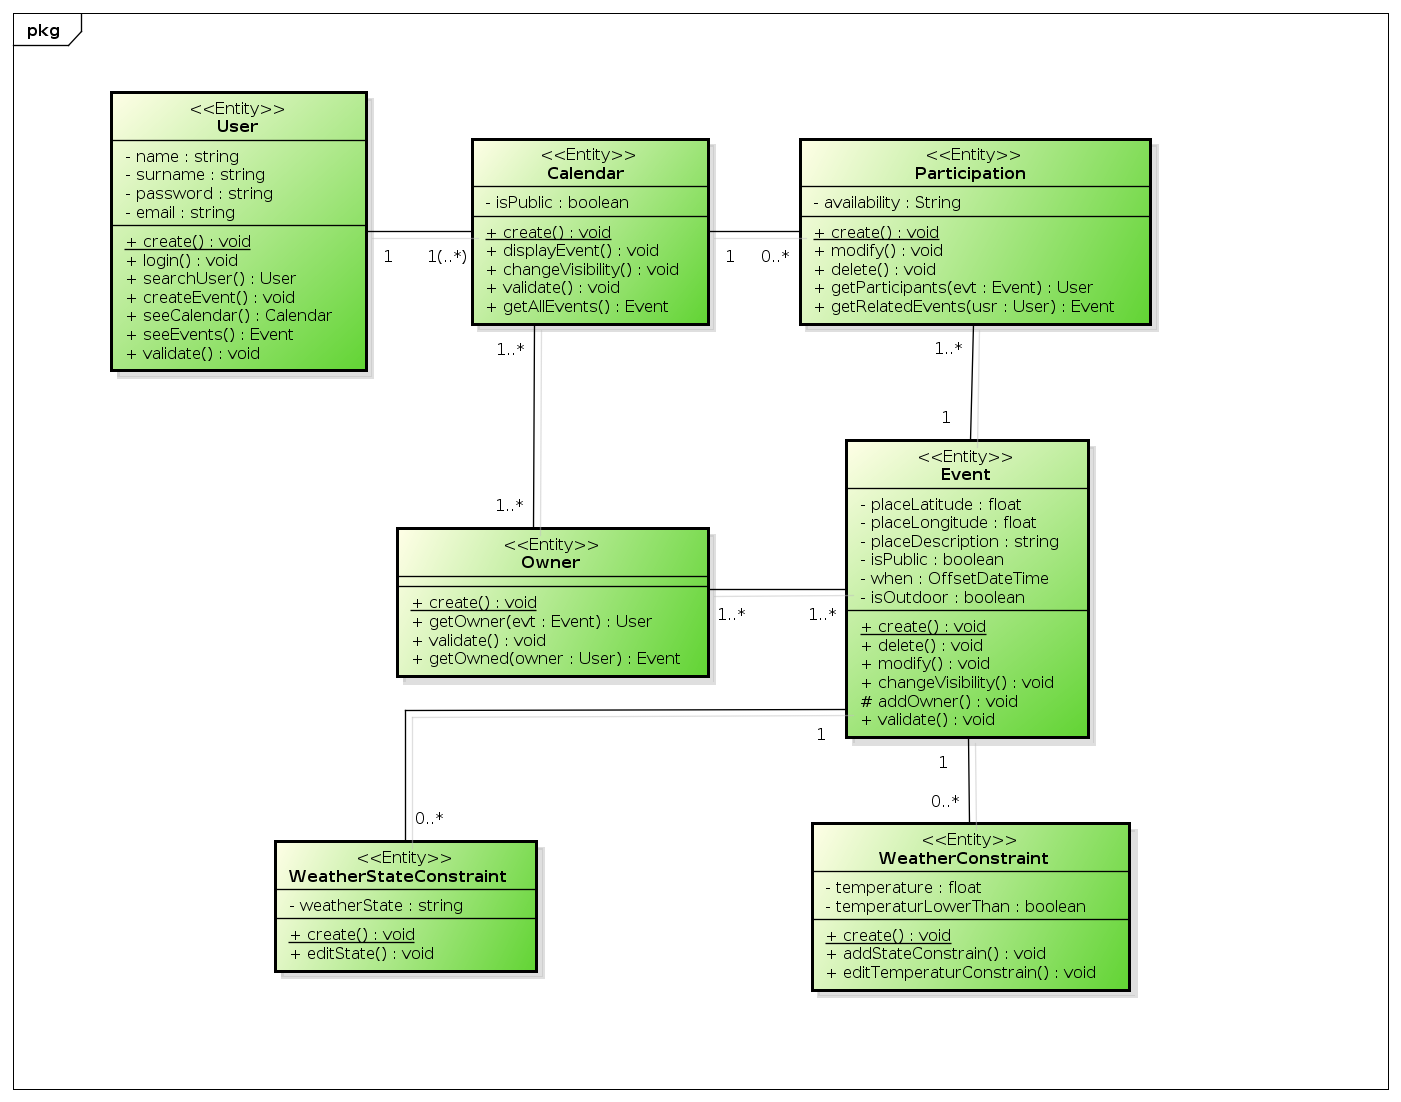 pkg
<<Entity>>
User
- name : string
- surname : string
- password : string
- email : string
+ create() : void
+ login() : void
+ searchUser() : User
+ createEvent() : void
+ seeCalendar() : Calendar
+ seeEvents() : Event
+ validate() : void
1
1(..*)
<<Entity>>
Calendar
- isPublic : boolean
+ create() : void
+ displayEvent() : void
+ changeVisibility() : void
+ validate() : void
+ getAllEvents() : Event
1
0..*
<<Entity>>
Participation
- availability : String
+ create() : void
+ modify() : void
+ delete() : void
+ getParticipants(evt : Event) : User
+ getRelatedEvents(usr : User) : Event
1..*
1..*
1..*
1
<<Entity>>
Owner
+ create() : void
+ getOwner(evt : Event) : User
+ validate() : void
+ getOwned(owner : User) : Event
1..*
1..*
<<Entity>>
Event
- placeLatitude : float
- placeLongitude : float
- placeDescription : string
- isPublic : boolean
- when : OffsetDateTime
- isOutdoor : boolean
+ create() : void
+ delete() : void
+ modify() : void
+ changeVisibility() : void
# addOwner() : void
+ validate() : void
1
0..*
1
0..*
<<Entity>>
WeatherStateConstraint
- weatherState : string
+ create() : void
+ editState() : void
<<Entity>>
WeatherConstraint
- temperature : float
- temperaturLowerThan : boolean
+ create() : void
+ addStateConstrain() : void
+ editTemperaturConstrain() : void